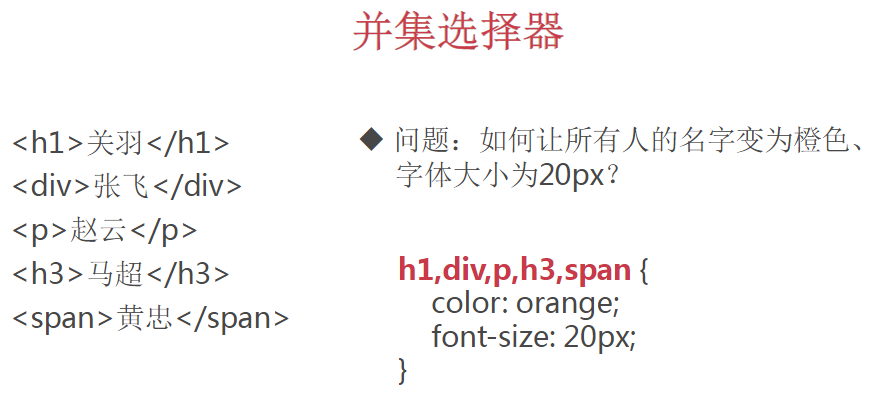 并集选择器
<h1>关羽</h1>
<div>张飞</div>
<p>赵云</p>
<h3>马超</h3>
<span>黄忠</span>
◆ 问题：如何让所有人的名字变为橙色、
字体大小为20px？
h1,div,p,h3,span {
color: orange;
font-size: 20px;
}